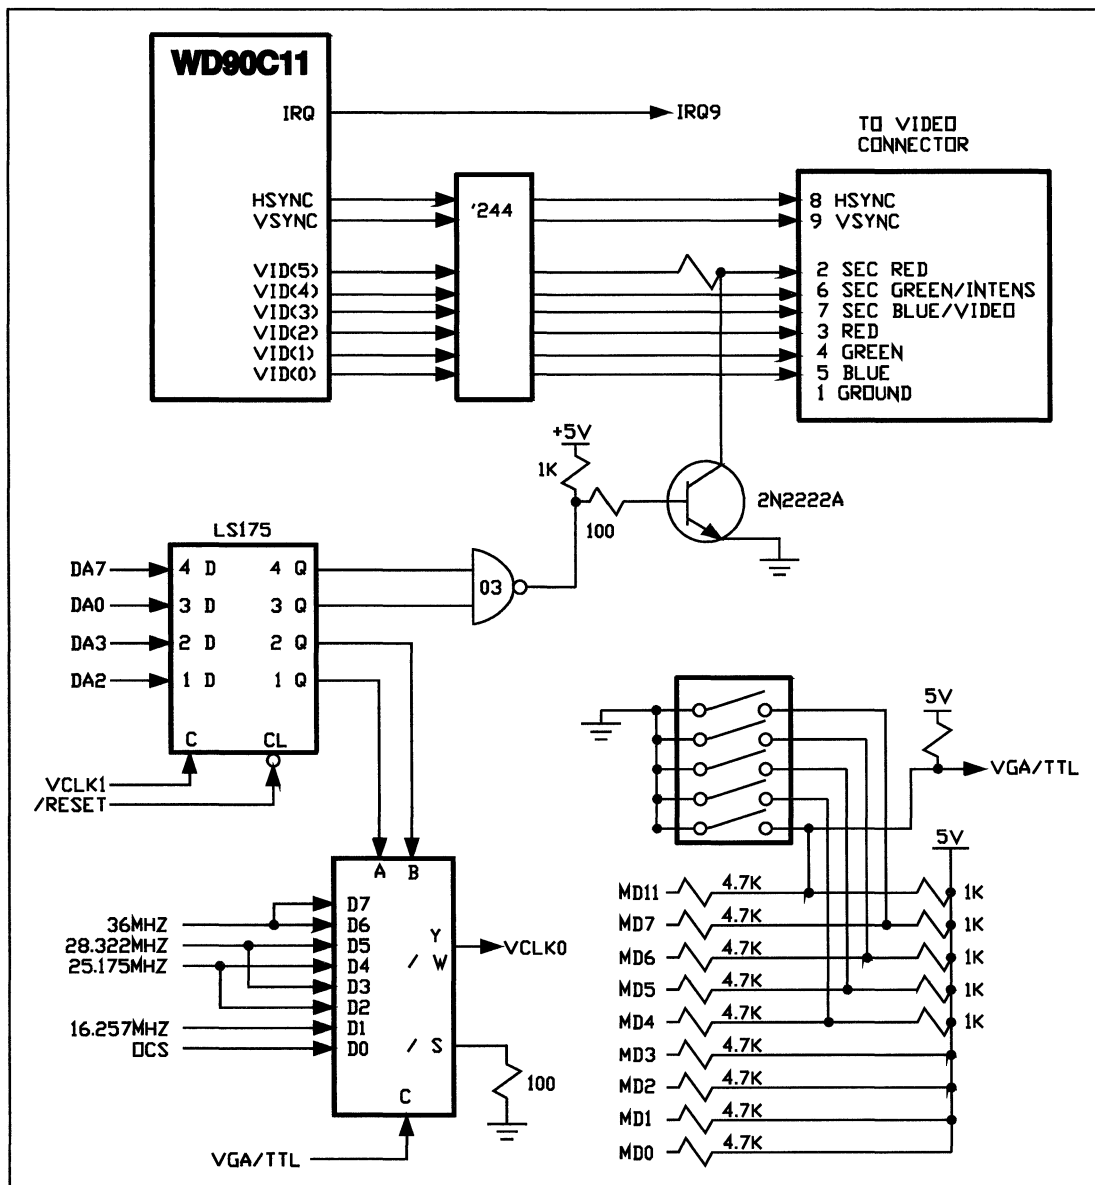 WD90C11
IRQ
IRQ9
TO VIDEO
CONNECTOR
HSYNC
VSYNC
'244
8 HSYNC
9 VSYNC
VID(5)
VID(4)
VID(3)
VID(2)
VID(1)
VID(0)
2 SEC RED
6 SEC GREEN/INTENS
7 SEC BLUE/VIDEO
3 RED
4 GREEN
5 BLUE
1 GROUND
+5V
1K
100
2N2222A
LS175
DA7
4 D
4 Q
DA0
3 D
3 Q
DA3
2 D
2 Q
DA2
1 D
1 Q
03
C
CL
VCLK1
/RESET
5V
VGA/TTL
5V
A B
36MHZ
28.322MHZ
25.175MHZ
16.257MHZ
OCS
D7
D6
D5
D4
D3
D2
D1
D0
Y
/ W
VCLK0
/ S
100
C
VGA/TTL
MD11 4.7K 1K
MD7 4.7K 1K
MD6 4.7K 1K
MD5 4.7K 1K
MD4 4.7K 1K
MD3 4.7K
MD2 4.7K
MD1 4.7K
MD0 4.7K